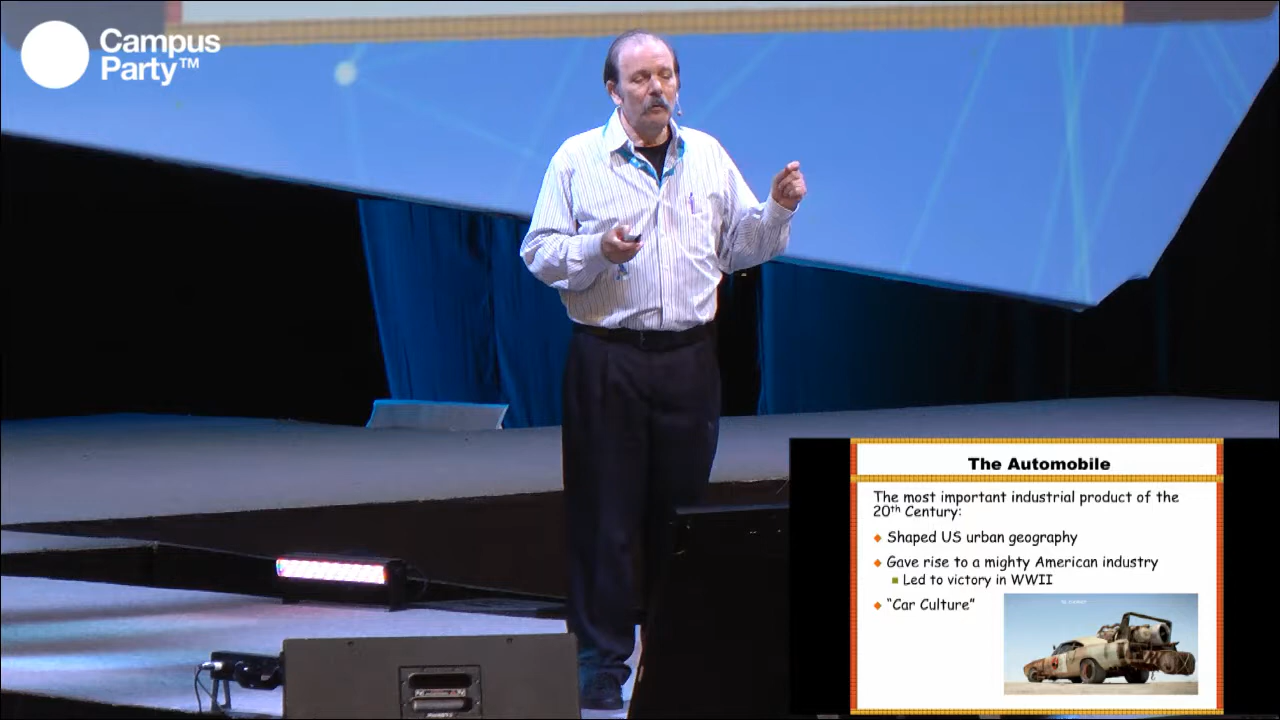 Campus
Party™
The Automobile
The most important industrial product of the
20th Century:
Shaped US urban geography
Gave rise to a mighty American industry
Led to victory in WWII
“Car Culture”